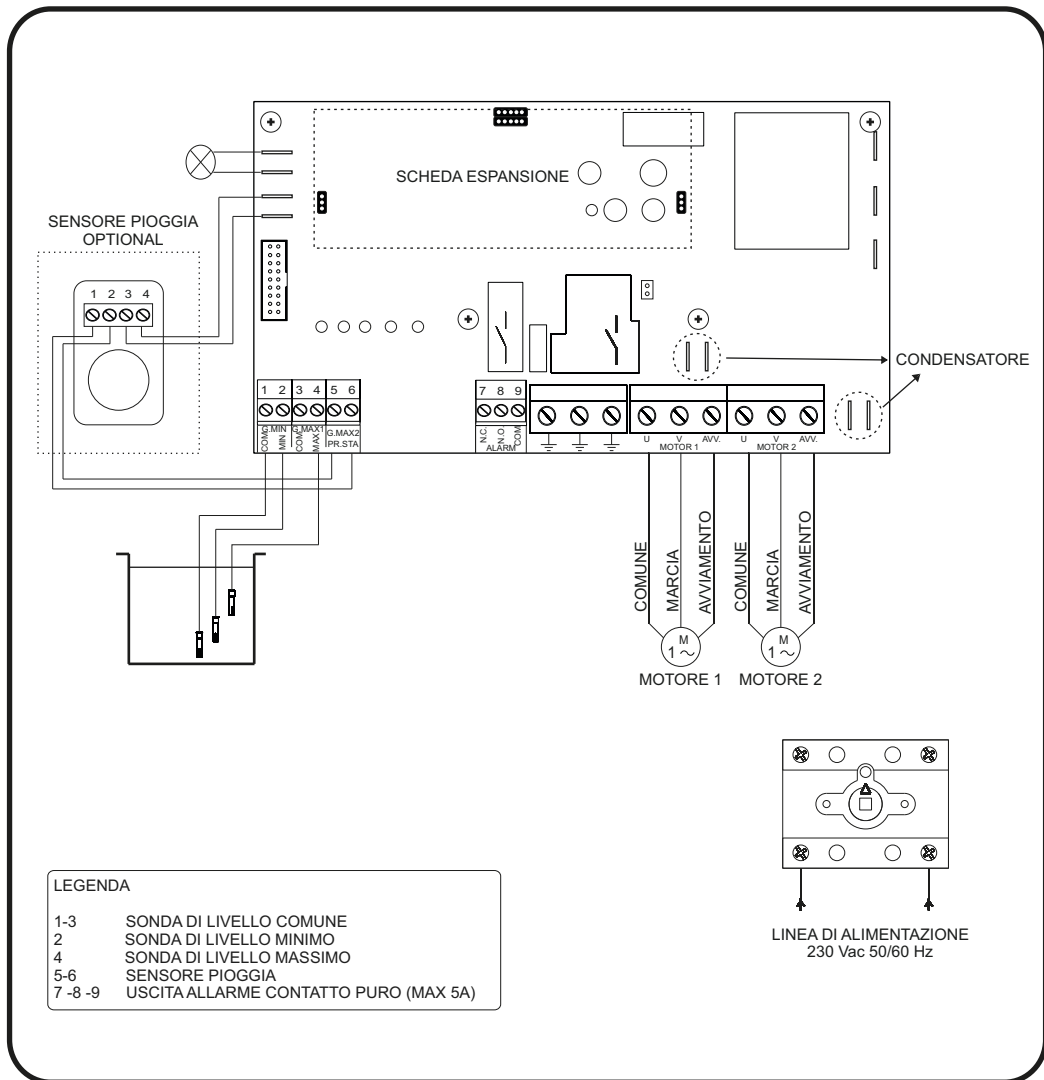 SCHEDA ESPANSIONE
SENSORE PIOGGIA
OPTIONAL
1 2 3 4
CONDENSATORE
1 2 3 4 5 6
COM G.MIN MIN
COM G.MAX1 MAX
G.MAX2
PR.STA
7 8 9
N.C. N.O. COM
ALARM
U V AVV.
MOTOR 1
U V AVV.
MOTOR 2
COMUNE
MARCIA
AVVIAMENTO
COMUNE
MARCIA
AVVIAMENTO
M
1 ~
M
1 ~
MOTORE 1
MOTORE 2
LINEA DI ALIMENTAZIONE
230 Vac 50/60 Hz
LEGENDA
1-3 SONDA DI LIVELLO COMUNE
2 SONDA DI LIVELLO MINIMO
4 SONDA DI LIVELLO MASSIMO
5-6 SENSORE PIOGGIA
7 -8 -9 USCITA ALLARME CONTATTO PURO (MAX 5A)